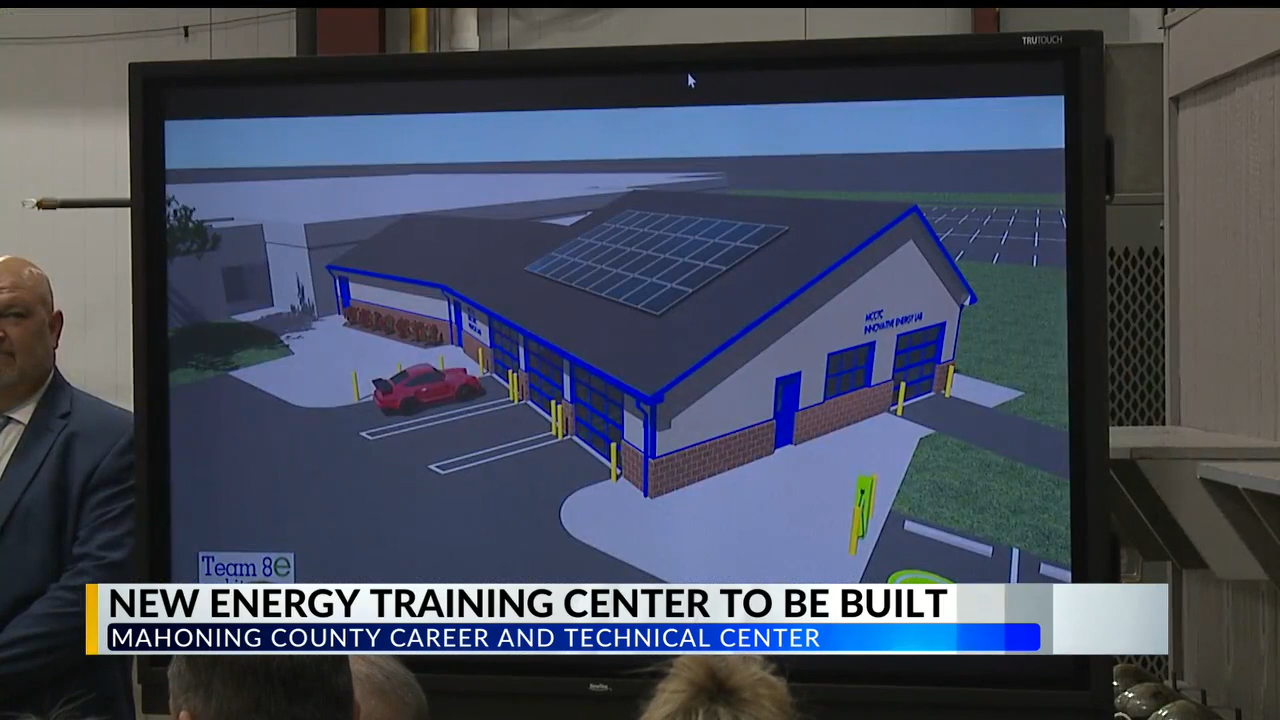 TRUTOUCH
MCCTC
INNOVATIVE ENERGY LAB
Team 8e
NEW ENERGY TRAINING CENTER TO BE BUILT
MAHONING COUNTY CAREER AND TECHNICAL CENTER